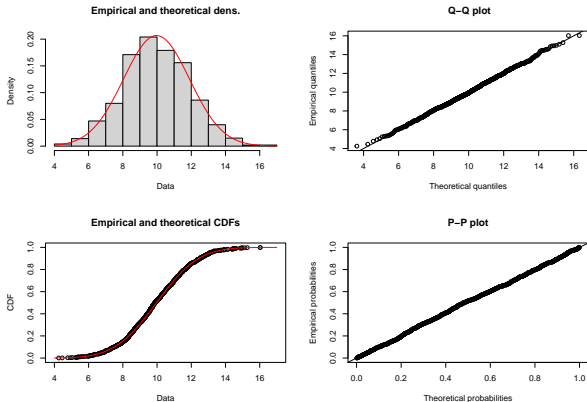 Empirical and theoretical dens.
Density
0.00 0.05 0.10 0.15 0.20
4 6 8 10 12 14 16
Data
Q−Q plot
Empirical quantiles
4 6 8 10 12 14 16
4 6 8 10 12 14 16
Theoretical quantiles
Empirical and theoretical CDFs
CDF
0.0 0.2 0.4 0.6 0.8 1.0
4 6 8 10 12 14 16
Data
P−P plot
Empirical probabilities
0.0 0.2 0.4 0.6 0.8 1.0
0.0 0.2 0.4 0.6 0.8 1.0
Theoretical probabilities